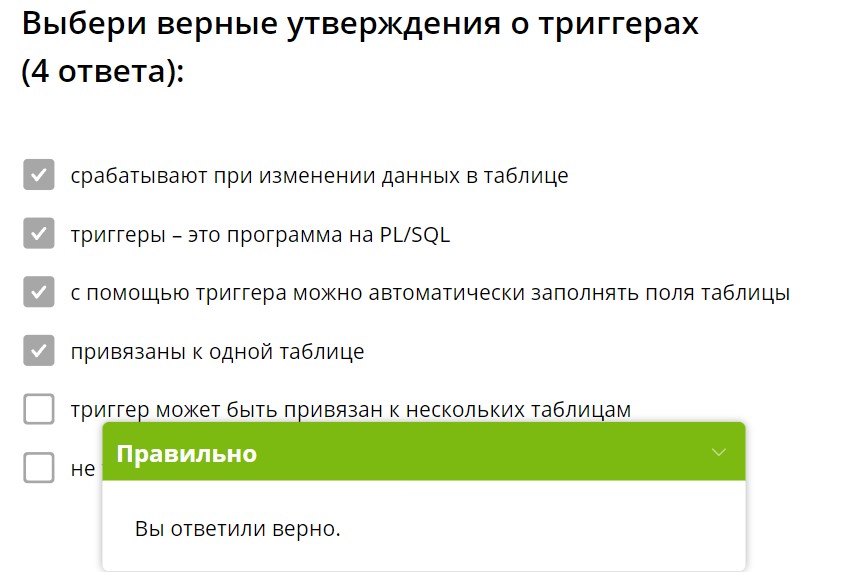 Выбери верные утверждения о триггерах
(4 ответа):
срабатывают при изменении данных в таблице
триггеры – это программа на PL/SQL
с помощью триггера можно автоматически заполнять поля таблицы
привязаны к одной таблице
триггер может быть привязан к нескольких таблицам
не
Правильно
Вы ответили верно.